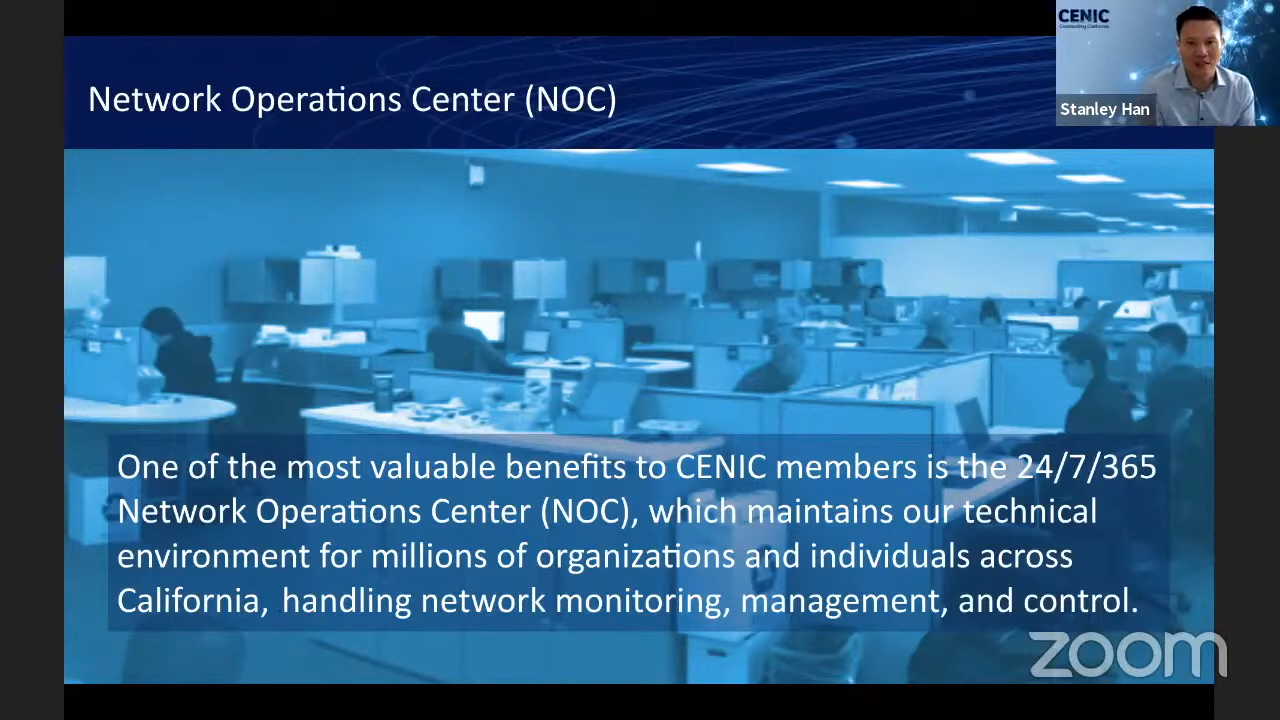 CENIC
Connecting California
Stanley Han
Network Operations Center (NOC)
One of the most valuable benefits to CENIC members is the 24/7/365
Network Operations Center (NOC), which maintains our technical
environment for millions of organizations and individuals across
California, handling network monitoring, management, and control.
zoom